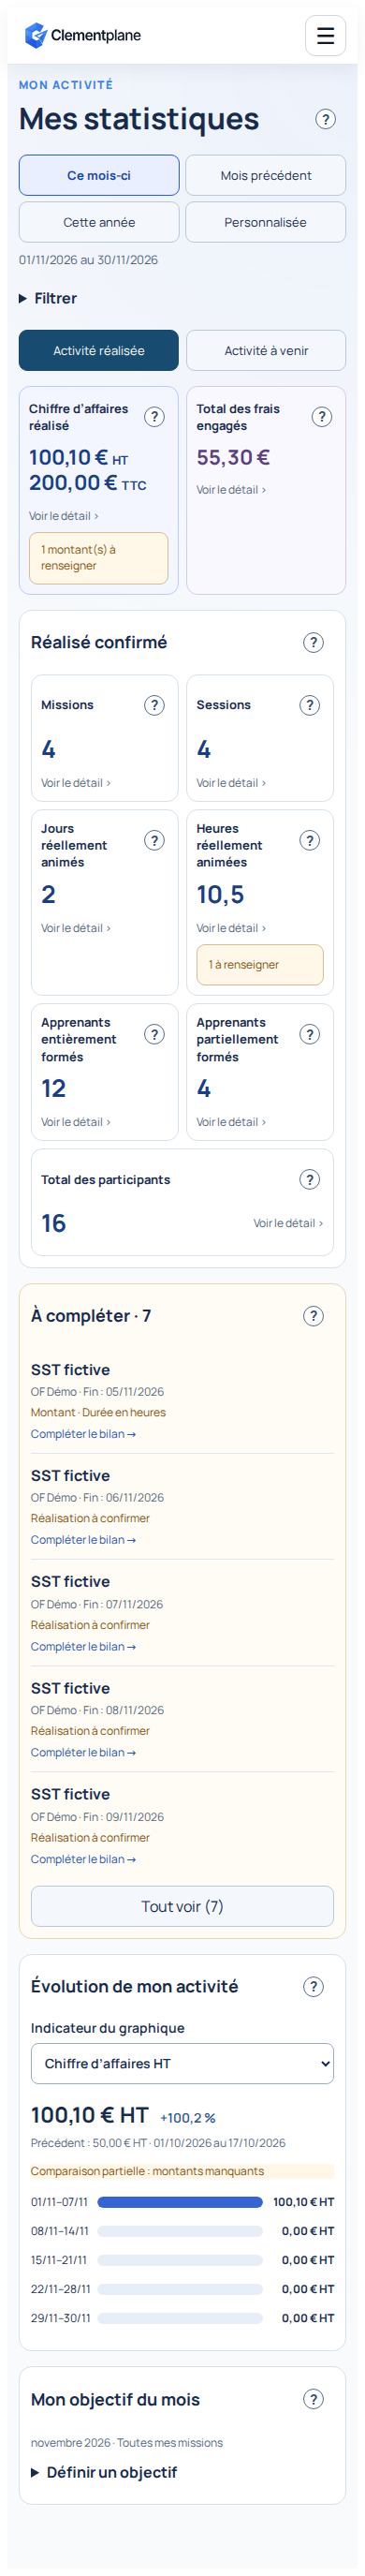 Clementplane
☰
MON ACTIVITÉ
Mes statistiques ?
Ce mois-ci Mois précédent
Cette année Personnalisée
01/11/2026 au 30/11/2026
▶ Filtrer
Activité réalisée Activité à venir
Chiffre d'affaires réalisé ?
100,10 € HT
200,00 € TTC
Voir le détail ›
1 montant(s) à
renseigner
Total des frais
engagés ?
55,30 €
Voir le détail ›
Réalisé confirmé ?
Missions ?
4
Voir le détail ›
Sessions ?
4
Voir le détail ›
Jours
réellement
animés ?
2
Voir le détail ›
Heures
réellement
animées ?
10,5
Voir le détail ›
1 à renseigner
Apprenants
entièrement
formés ?
12
Voir le détail ›
Apprenants
partiellement
formés ?
4
Voir le détail ›
Total des participants ?
16 Voir le détail ›
À compléter · 7 ?
SST fictive
OF Démo · Fin : 05/11/2026
Montant · Durée en heures
Compléter le bilan →
SST fictive
OF Démo · Fin : 06/11/2026
Réalisation à confirmer
Compléter le bilan →
SST fictive
OF Démo · Fin : 07/11/2026
Réalisation à confirmer
Compléter le bilan →
SST fictive
OF Démo · Fin : 08/11/2026
Réalisation à confirmer
Compléter le bilan →
SST fictive
OF Démo · Fin : 09/11/2026
Réalisation à confirmer
Compléter le bilan →
Tout voir (7)
Évolution de mon activité ?
Indicateur du graphique
Chiffre d'affaires HT
100,10 € HT +100,2 %
Précédent : 50,00 € HT · 01/10/2026 au 17/10/2026
Comparaison partielle : montants manquants
01/11–07/11 100,10 € HT
08/11–14/11 0,00 € HT
15/11–21/11 0,00 € HT
22/11–28/11 0,00 € HT
29/11–30/11 0,00 € HT
Mon objectif du mois ?
novembre 2026 · Toutes mes missions
▶ Définir un objectif